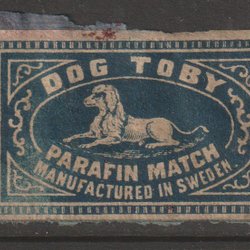 DOG TOBY
PARAFIN MATCH
MANUFACTURED IN SWEDEN